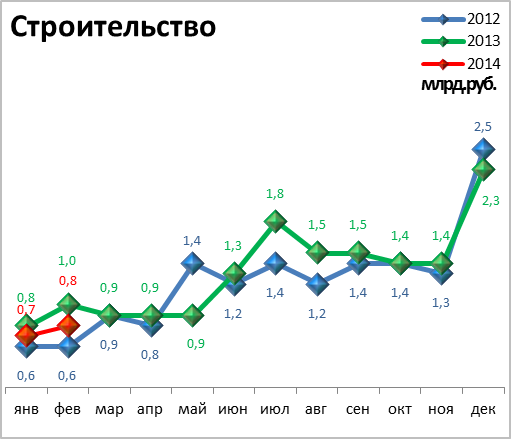 Строительство
2012
2013
2014
млрд.руб.
2,5
2,3
1,8
1,5 1,5
1,4 1,4 1,4
1,3
1,0
0,8 0,8 0,9 0,9
0,7
1,2 1,4 1,2 1,4 1,4 1,3
0,9 0,8 0,9
0,6 0,6
янв фев мар апр май июн июл авг сен окт ноя дек